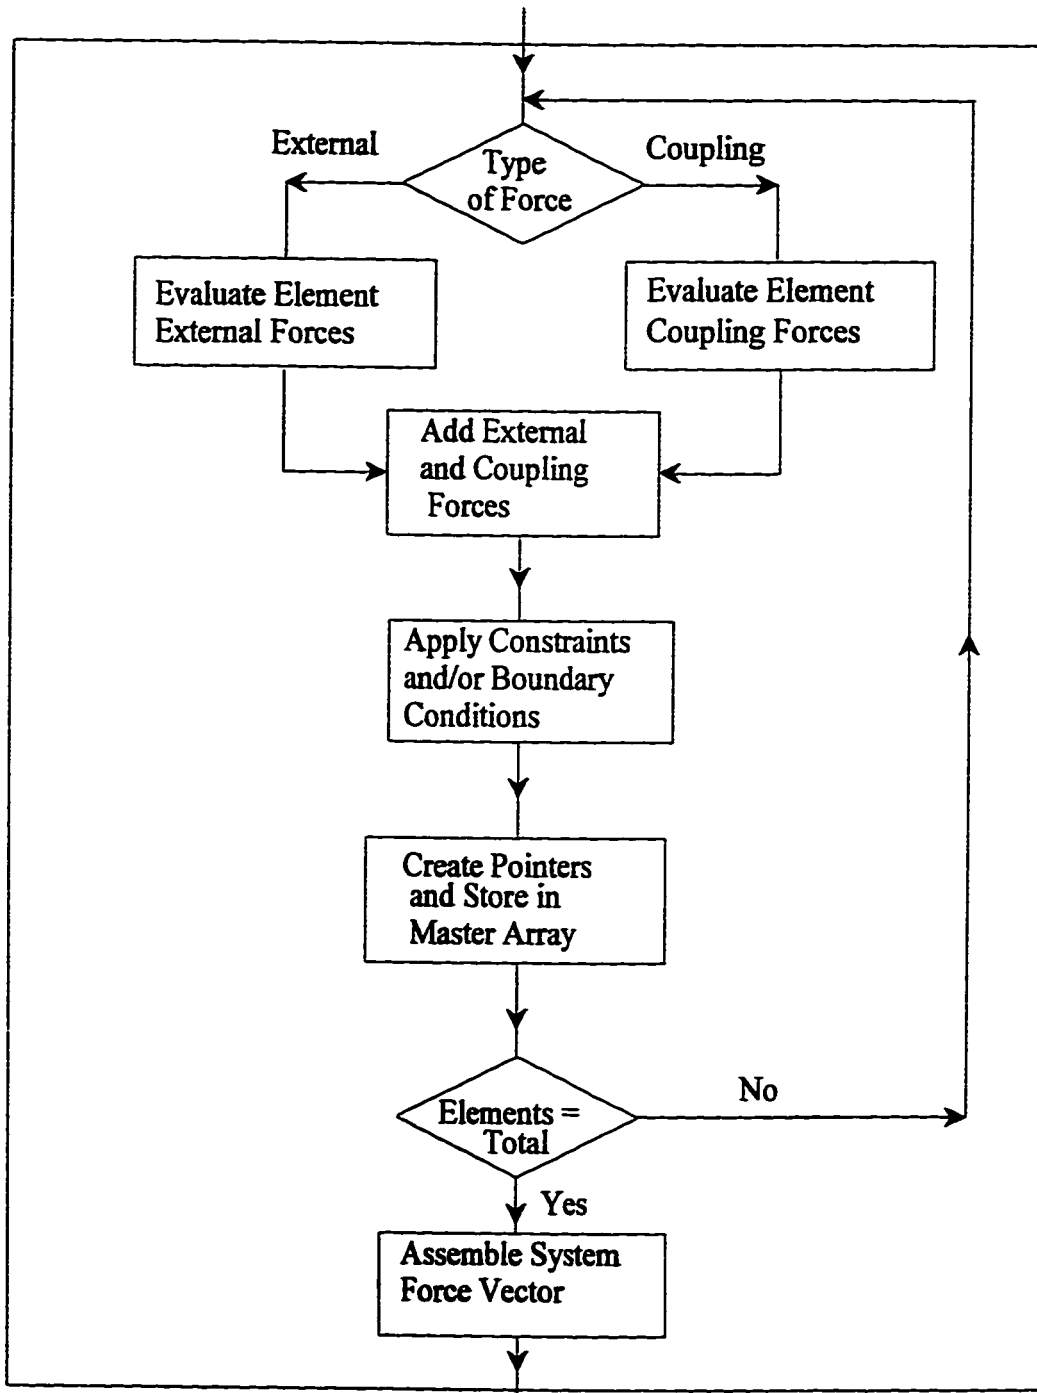 External
Coupling
Type
of Force
Evaluate Element
External Forces
Evaluate Element
Coupling Forces
Add External
and Coupling
Forces
Apply Constraints
and/or Boundary
Conditions
Create Pointers
and Store in
Master Array
Elements =
Total
No
Yes
Assemble System
Force Vector